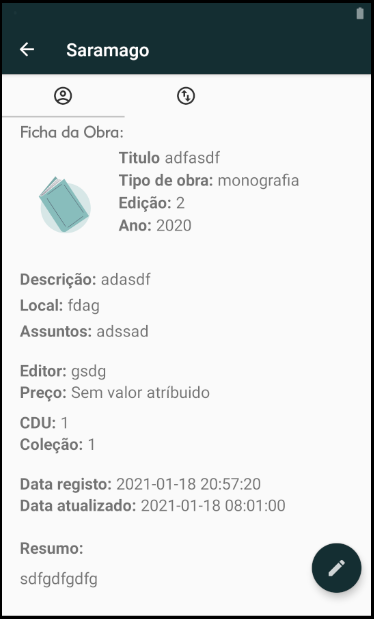 Saramago
Ficha da Obra:
Titulo adfasdf
Tipo de obra: monografia
Edição: 2
Ano: 2020
Descrição: adasdf
Local: fdag
Assuntos: adssad
Editor: gsdg
Preço: Sem valor atríbuido
CDU: 1
Coleção: 1
Data registo: 2021-01-18 20:57:20
Data atualizado: 2021-01-18 08:01:00
Resumo:
sdfgdfgdfg